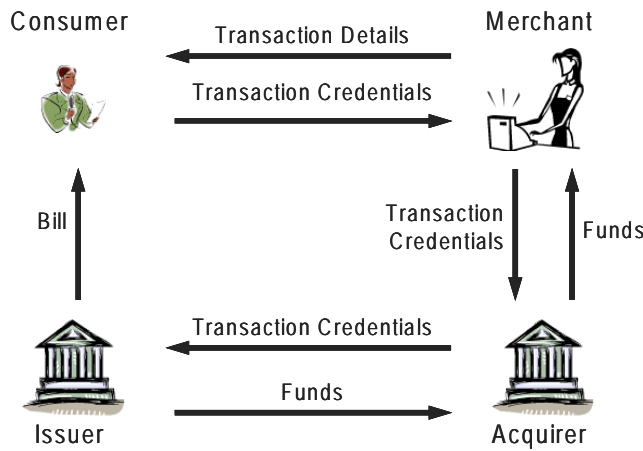 Consumer
Merchant
Transaction Details
Transaction Credentials
Bill
Transaction
Credentials
Funds
Transaction Credentials
Funds
Issuer
Acquirer